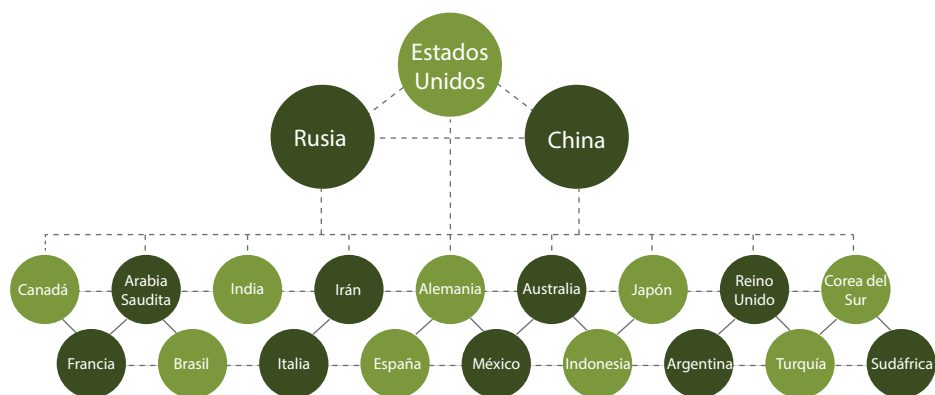 Estados
Unidos
Rusia
China
Canadá
Arabia
Saudita
India
Irán
Alemania
Australia
Japón
Reino
Unido
Corea del
Sur
Francia
Brasil
Italia
España
México
Indonesia
Argentina
Turquía
Sudáfrica